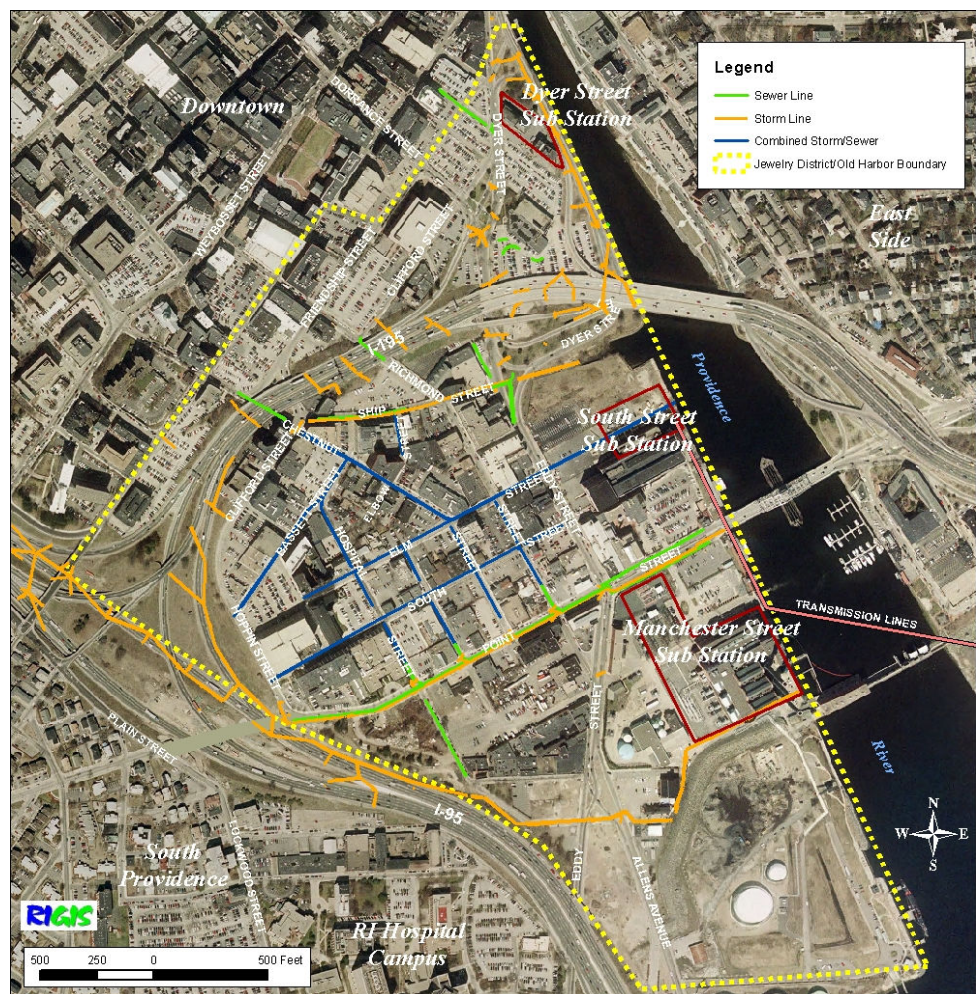 Legend
Sewer Line
Storm Line
Combined Storm/Sewer
Jewelry District/Old Harbor Boundary
Downtown
DORRANCE STREET
Dyer Street
Sub Station
DYER STREET
WEYBOSSET STREET
FRIENDSHIP STREET
CLIFFORD STREET
East
Side
I-195
RICHMOND STREET
DYER STREET
SHIP
CHESTNUT
CLIFFORD STREET
BASSETT STREET
HOSPITAL
ELBOW
ELM
STREET
EDDY STREET
South Street
Sub Station
Providence
STREET
STREET
STREET
SOUTH
STREET
HOPPIN STREET
STREET
POINT
Manchester Street
Sub Station
TRANSMISSION LINES
STREET
PLAIN STREET
River
I-95
LOCKWOOD STREET
South
Providence
EDDY
ALLENS AVENUE
RI Hospital
Campus
N
W E
S
RIGIS
500 250 0 500 Feet